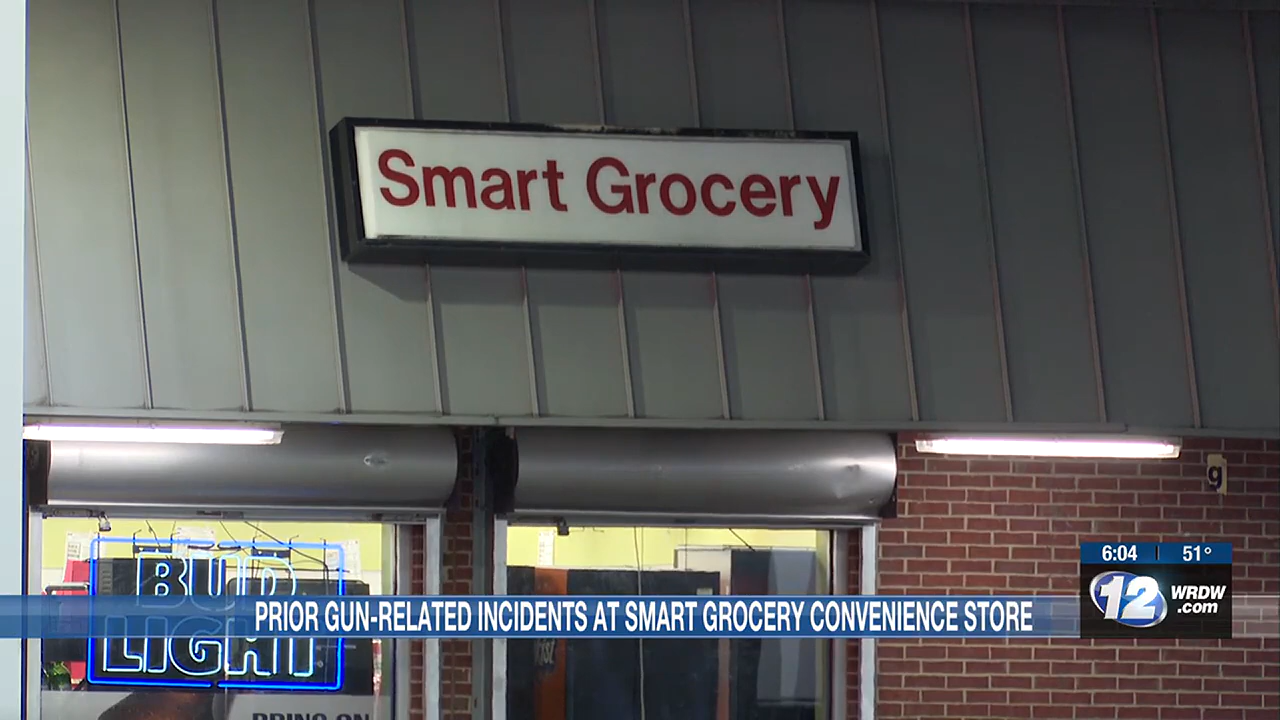 Smart Grocery
g
6:04 51°
BUD
LIGHT
PRIOR GUN-RELATED INCIDENTS AT SMART GROCERY CONVENIENCE STORE
12 WRDW
.com